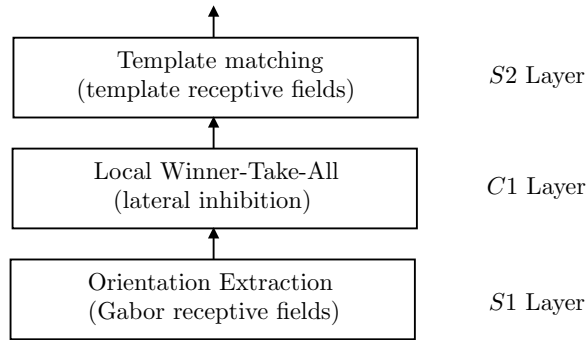 Template matching
(template receptive fields)
S2 Layer
Local Winner-Take-All
(lateral inhibition)
C1 Layer
Orientation Extraction
(Gabor receptive fields)
S1 Layer